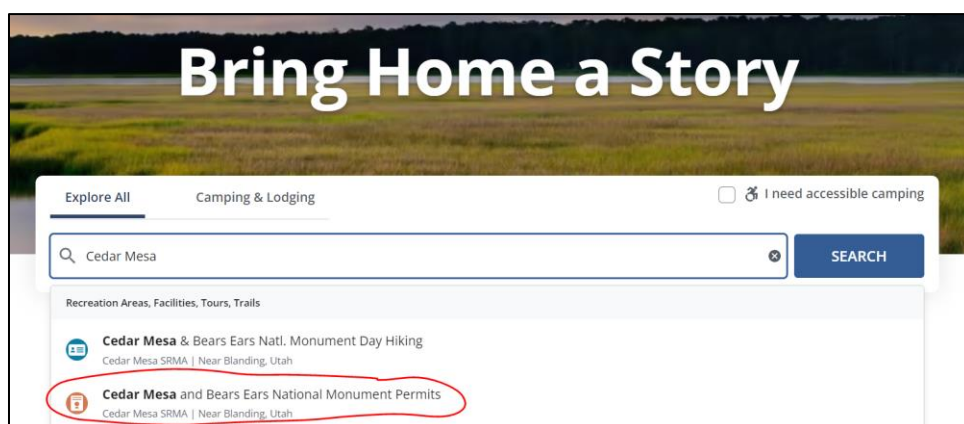 Bring Home a Story
Explore All
Camping & Lodging
I need accessible camping
Cedar Mesa
SEARCH
Recreation Areas, Facilities, Tours, Trails
Cedar Mesa & Bears Ears Natl. Monument Day Hiking
Cedar Mesa SRMA | Near Blanding, Utah
Cedar Mesa and Bears Ears National Monument Permits
Cedar Mesa SRMA | Near Blanding, Utah